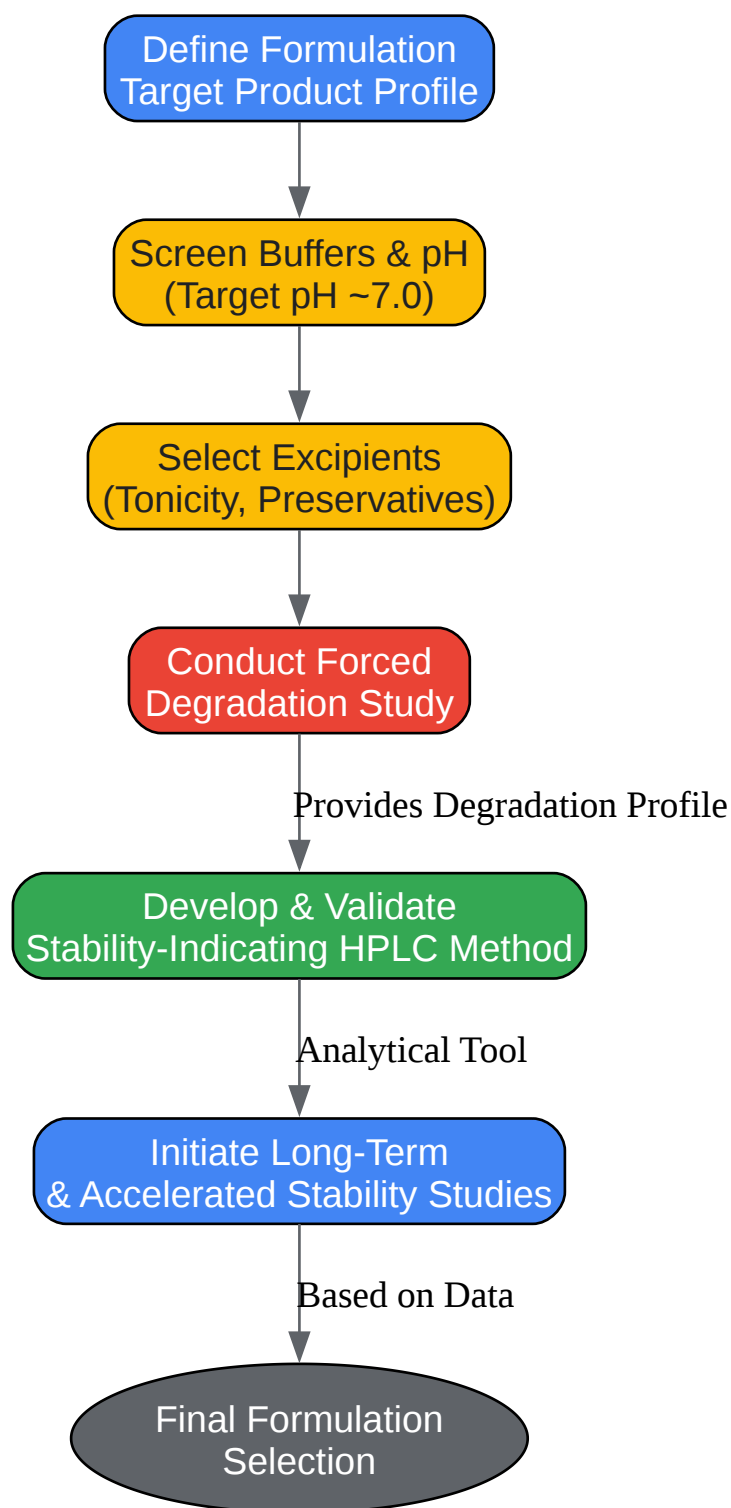 Define Formulation
Target Product Profile
Screen Buffers & pH
(Target pH ~7.0)
Select Excipients
(Tonicity, Preservatives)
Conduct Forced
Degradation Study
Provides Degradation Profile
Develop & Validate
Stability-Indicating HPLC Method
Analytical Tool
Initiate Long-Term
& Accelerated Stability Studies
Based on Data
Final Formulation
Selection